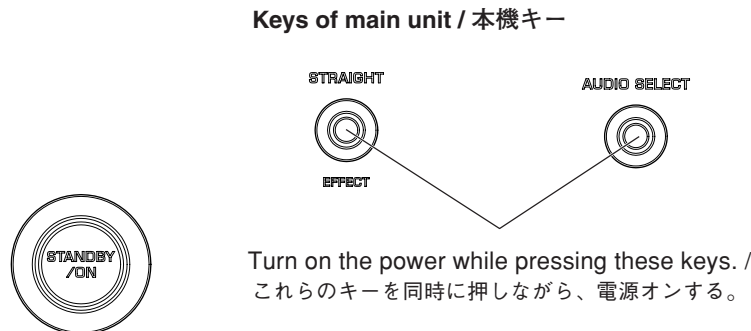 Keys of main unit / 本機キー
STRAIGHT
AUDIO SELECT
EFFECT
STANDBY
/ON
Turn on the power while pressing these keys. /
これらのキーを同時に押しながら、電源オンする。